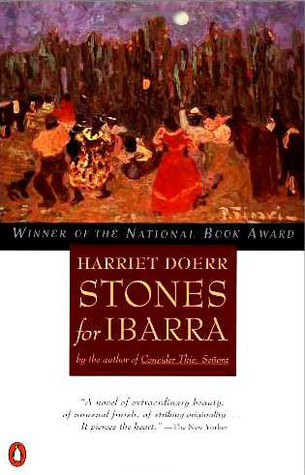 WINNER OF THE NATIONAL BOOK AWARD
HARRIET DOERR
STONES
for IBARRA
by the author of Consider This, Señora
"A novel of extraordinary beauty,
of unusual finish, of striking originality . . .
It pierces the heart." —The New Yorker